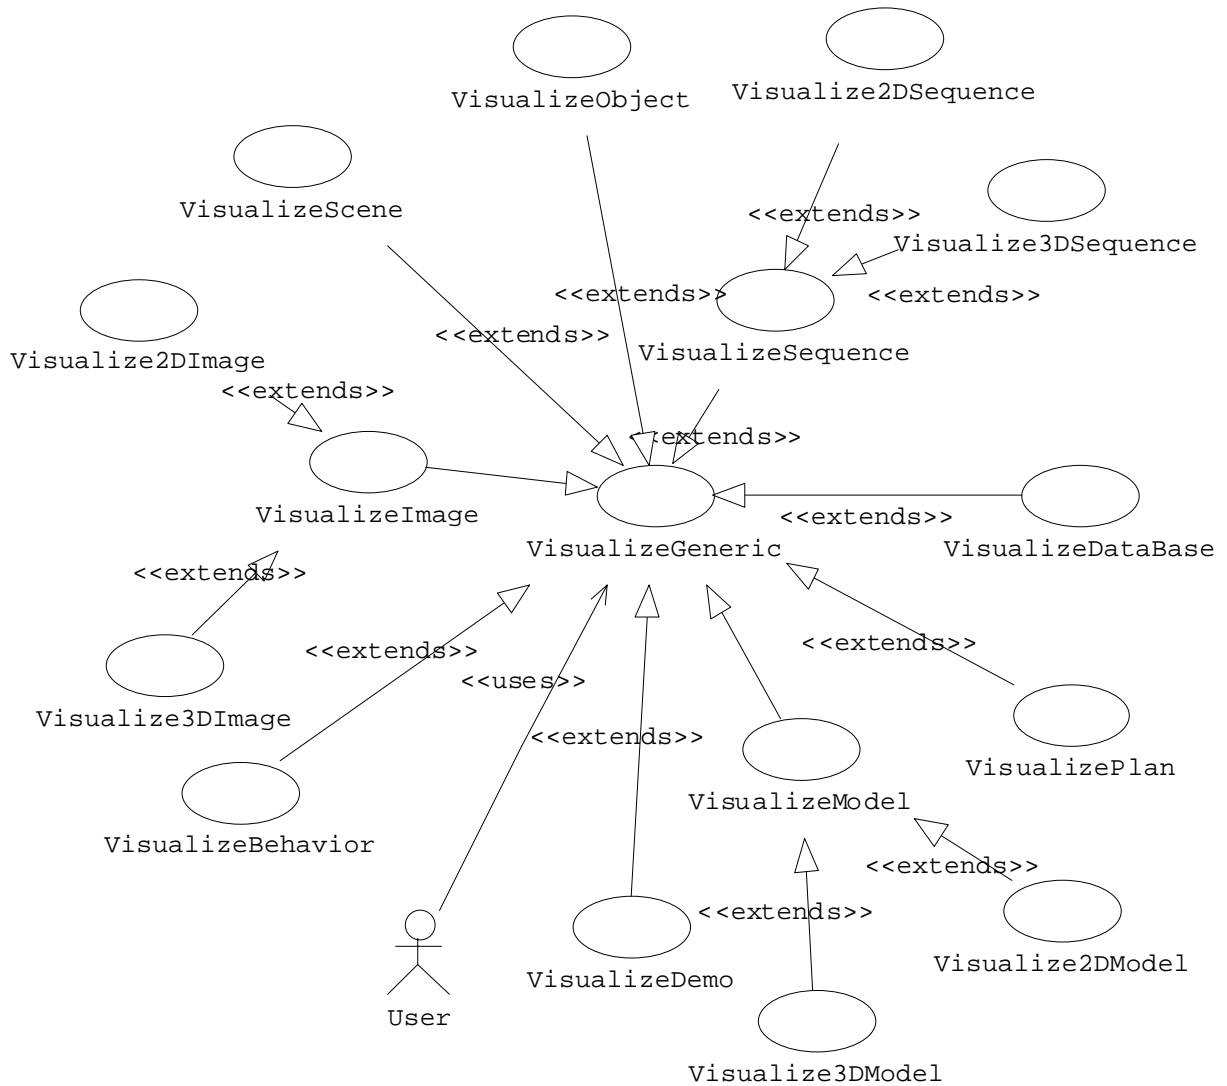 VisualizeObject
Visualize2DSequence
VisualizeScene
<<extends>>
Visualize3DSequence
<<extends>>
<<extends>>
<<extends>>
VisualizeSequence
Visualize2DImage
<<extends>>
<<extends>>
VisualizeImage
<<extends>>
VisualizeGeneric
VisualizeDataBase
<<extends>>
<<extends>>
<<extends>>
<<uses>>
Visualize3DImage
<<extends>>
VisualizePlan
VisualizeModel
VisualizeBehavior
<<extends>>
<<extends>>
Visualize2DModel
VisualizeDemo
User
Visualize3DModel